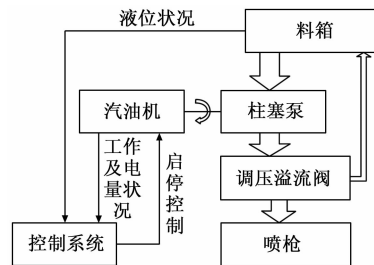 液位状况
料箱
汽油机
柱塞泵
工作及电量状况
启停控制
调压溢流阀
控制系统
喷枪